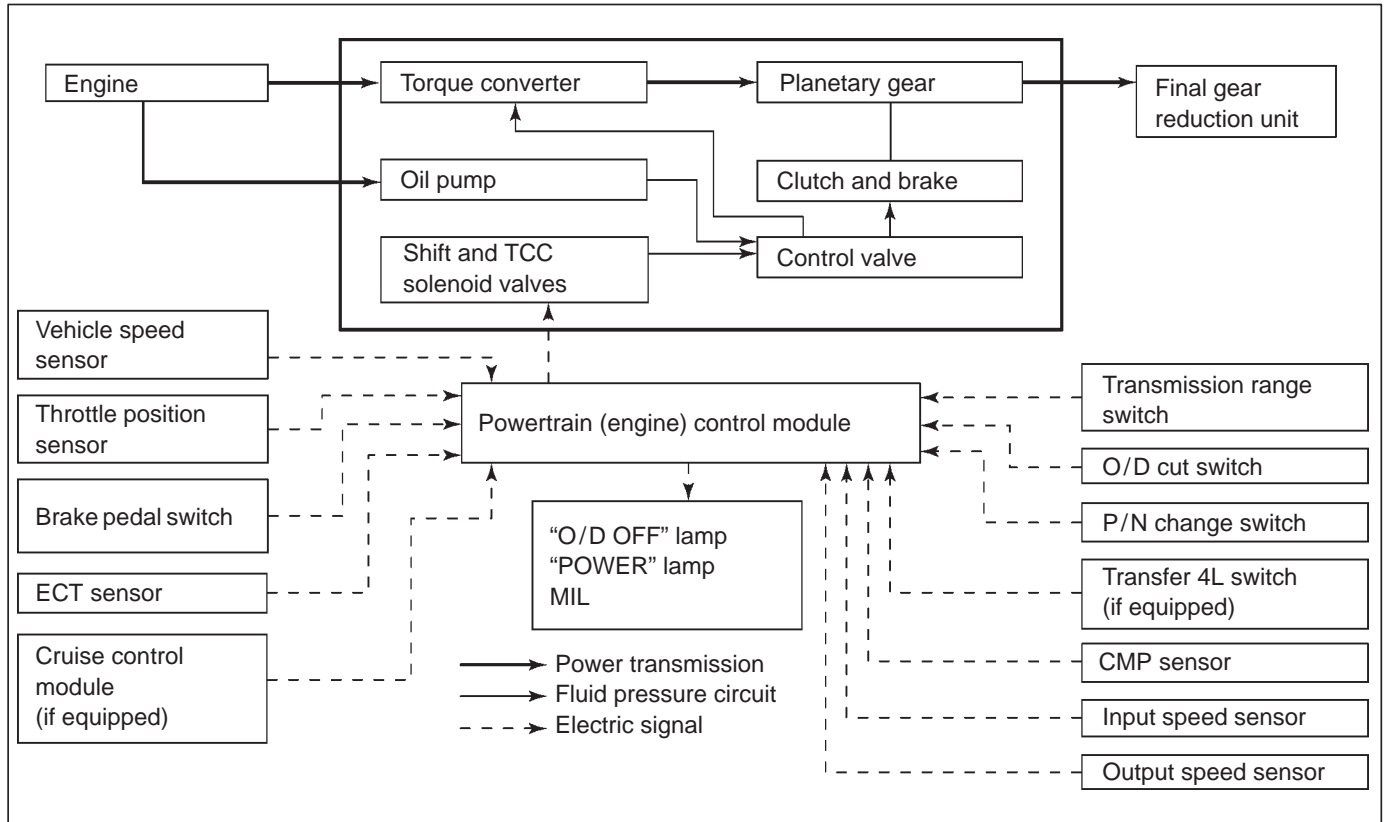 Engine
Torque converter
Planetary gear
Final gear
reduction unit
Oil pump
Clutch and brake
Shift and TCC
solenoid valves
Control valve
Vehicle speed
sensor
Throttle position
sensor
Brake pedal switch
ECT sensor
Cruise control
module
(if equipped)
Powertrain (engine) control module
"O/D OFF" lamp
"POWER" lamp
MIL
Power transmission
Fluid pressure circuit
Electric signal
Transmission range
switch
O/D cut switch
P/N change switch
Transfer 4L switch
(if equipped)
CMP sensor
Input speed sensor
Output speed sensor